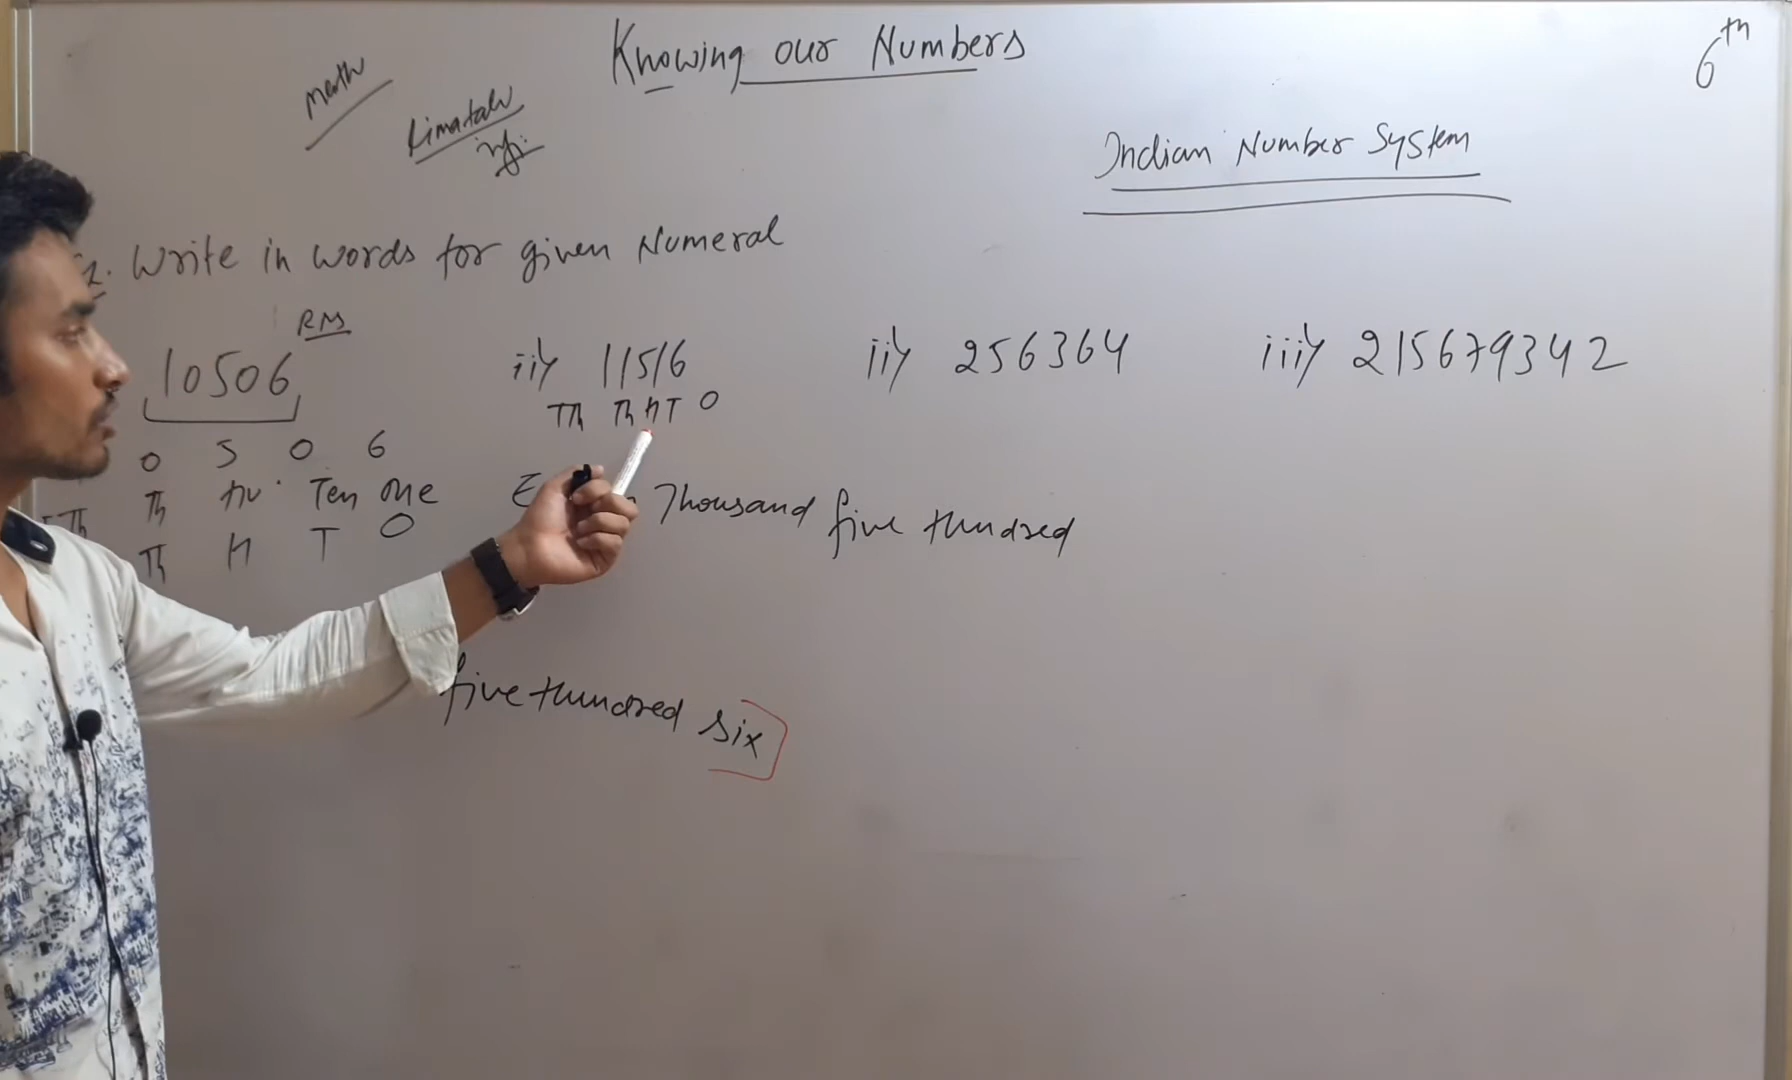 Knowing our Numbers
6th
Math
Indian Number System
Write in words for given Numeral
RM
10506
ii) 11516
ii) 256364
iii) 215679342
TTh Th H T O
0 5 0 6
Th Hu. Ten One
TTh
Thousand five Hundred
Th H T O
five Hundred six